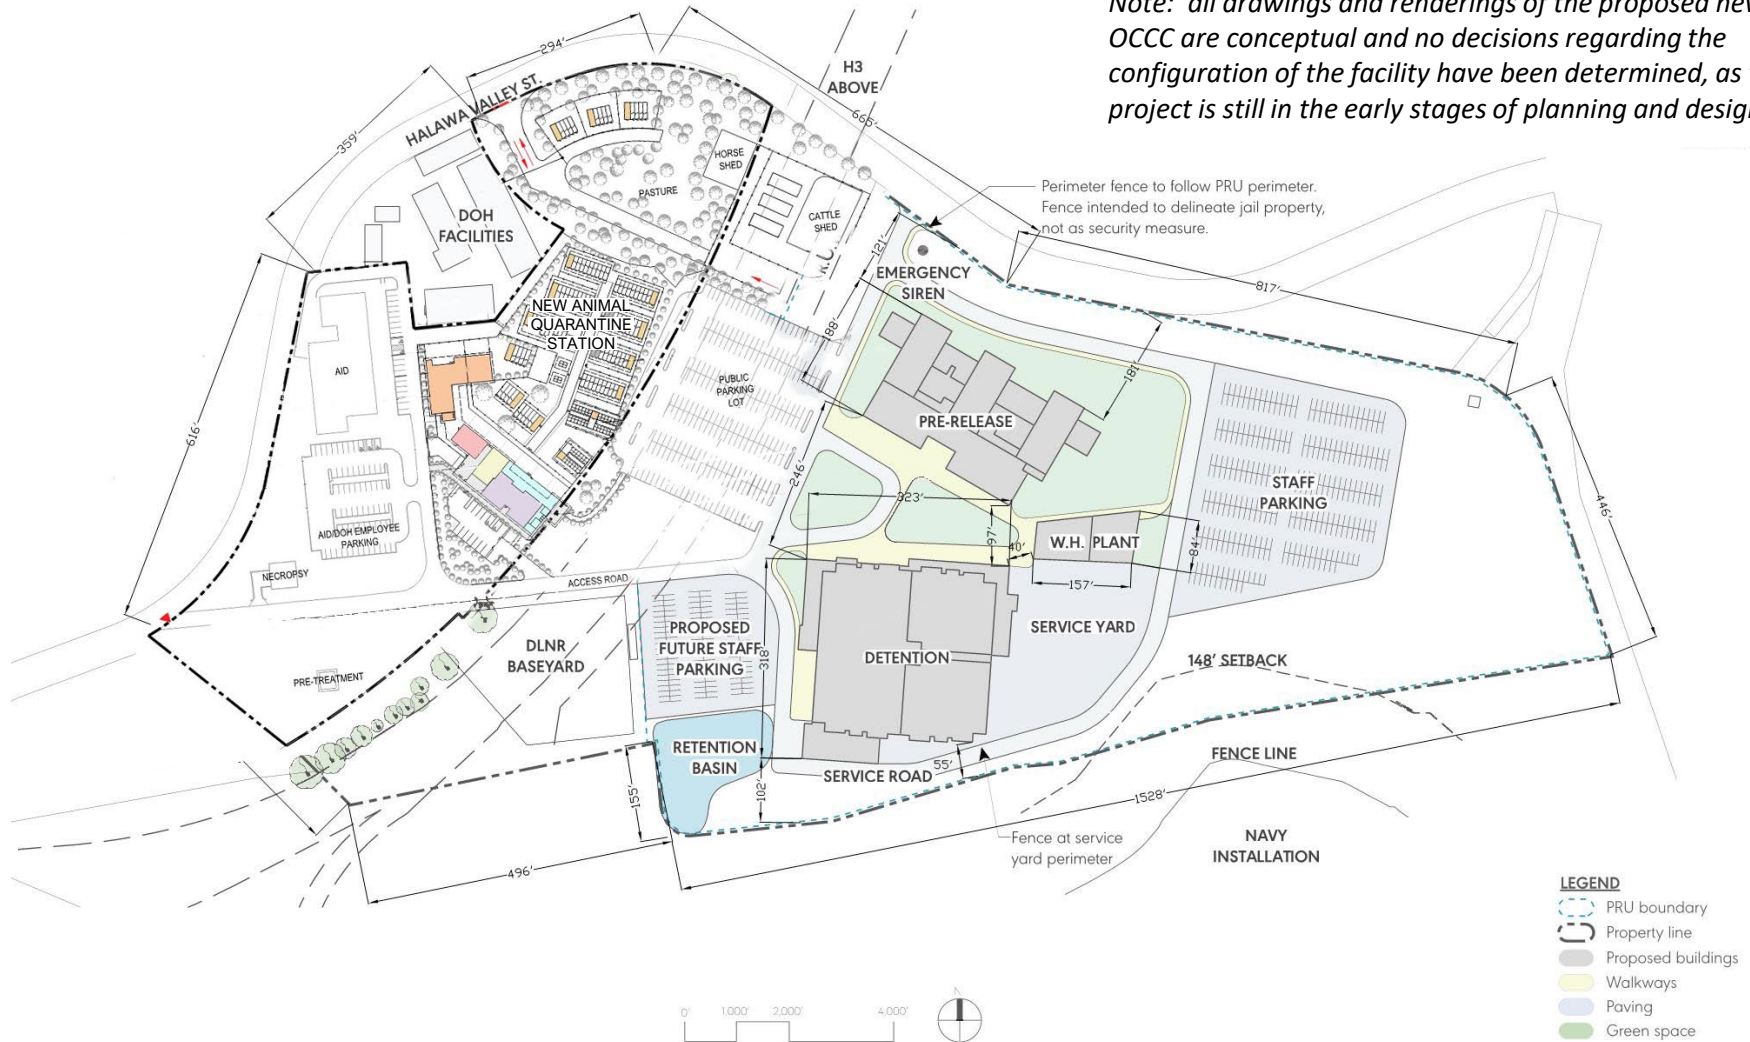 Note: all drawings and renderings of the proposed new
OCCC are conceptual and no decisions regarding the
configuration of the facility have been determined, as
project is still in the early stages of planning and design
294'
HALAWA VALLEY ST.
H3
ABOVE
665'
359'
HORSE
SHED
PASTURE
DOH
FACILITIES
CATTLE
SHED
Perimeter fence to follow PRU perimeter.
Fence intended to delineate jail property,
not as security measure.
121'
EMERGENCY
SIREN
817'
NEW ANIMAL
QUARANTINE
STATION
188'
181'
AID
PUBLIC
PARKING
LOT
PRE-RELEASE
616'
246'
STAFF
PARKING
323'
446'
AID/DOH EMPLOYEE
PARKING
97'
40'
W.H. PLANT
84'
157'
NECROPSY
ACCESS ROAD
PROPOSED
FUTURE STAFF
PARKING
318'
SERVICE YARD
DLNR
BASEYARD
DETENTION
148' SETBACK
PRE-TREATMENT
RETENTION
BASIN
SERVICE ROAD
55'
FENCE LINE
155'
102'
1528'
Fence at service
yard perimeter
NAVY
INSTALLATION
496'
LEGEND
PRU boundary
Property line
Proposed buildings
Walkways
Paving
Green space
0' 1,000' 2,000' 4,000'
N